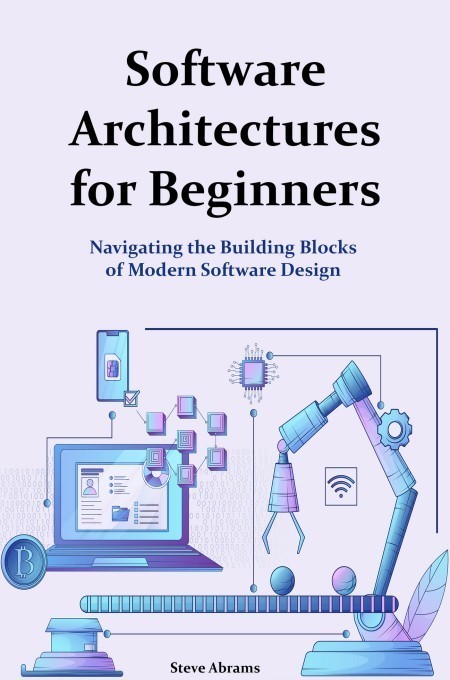 Software
Architectures
for Beginners
Navigating the Building Blocks
of Modern Software Design
Steve Abrams